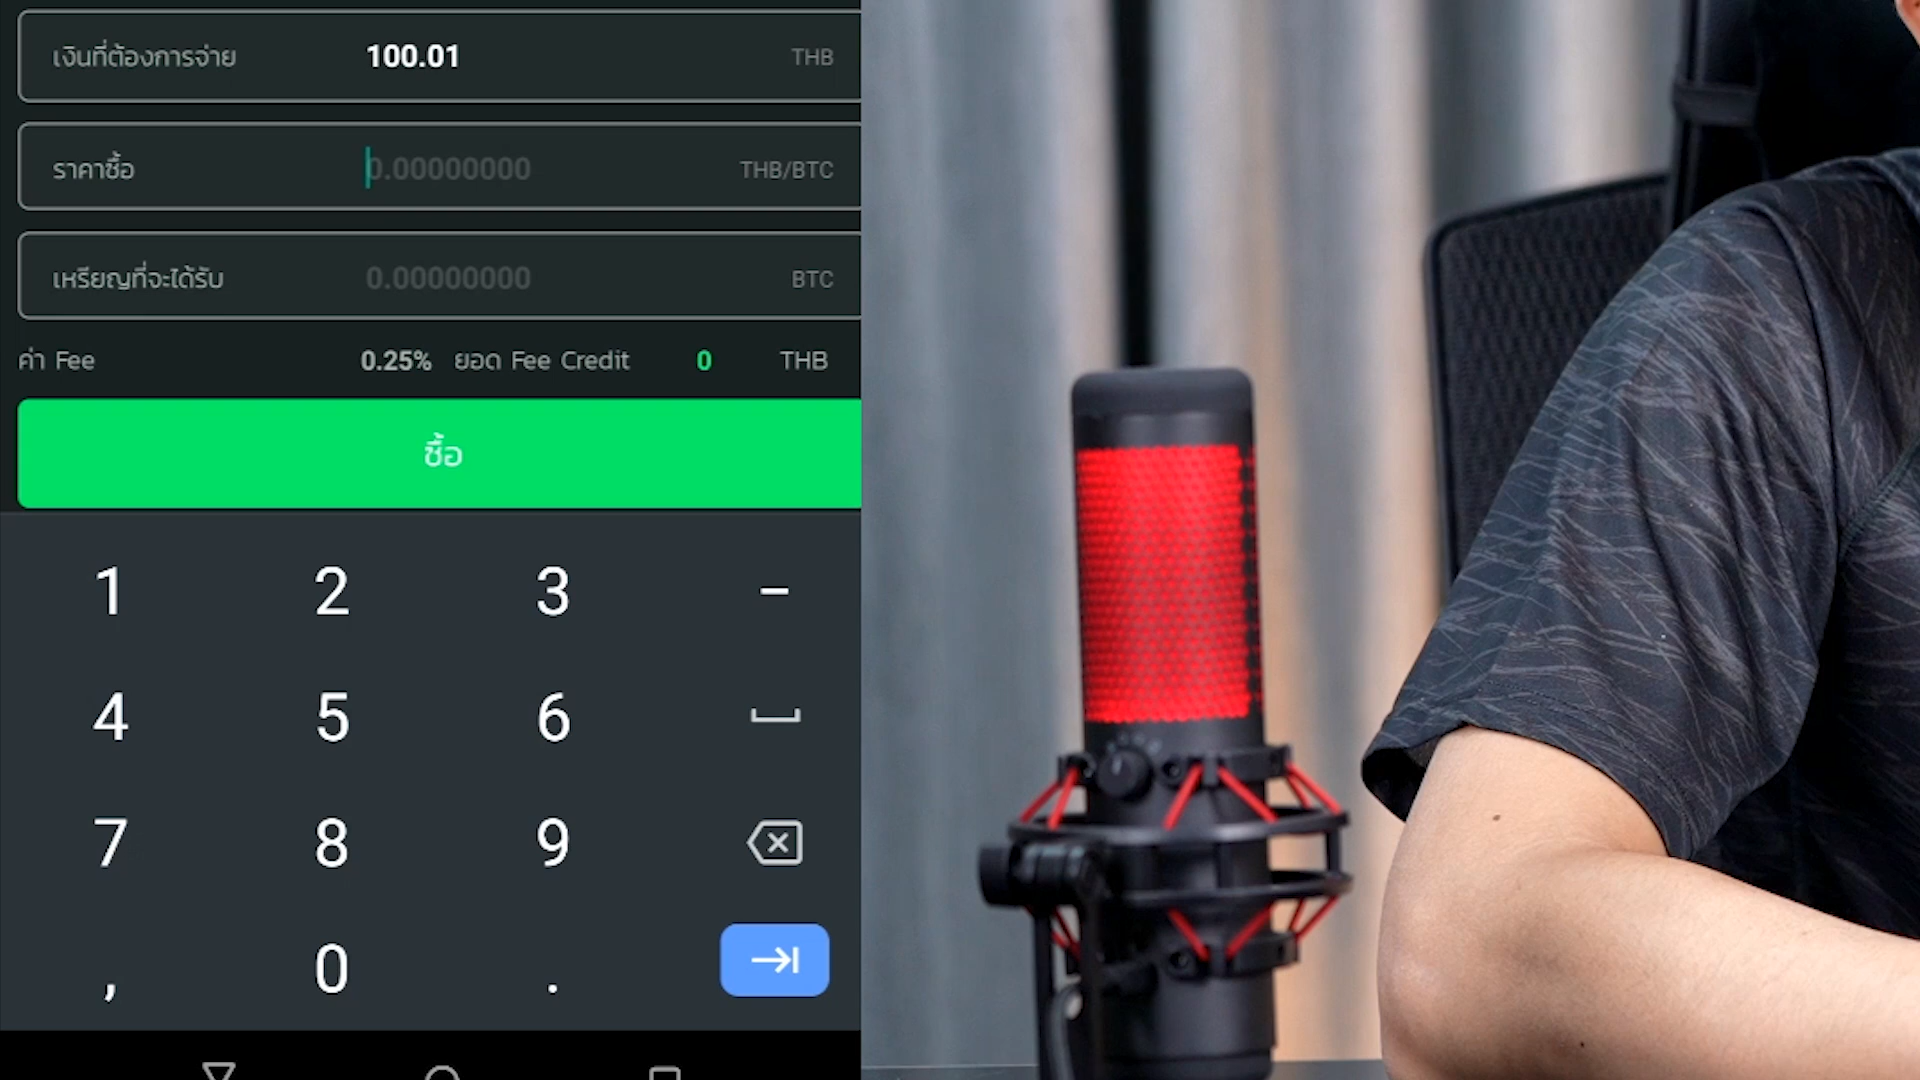 เงินที่ต้องการจ่าย 100.01 THB
ราคาซื้อ 0.00000000 THB/BTC
เหรียญที่จะได้รับ 0.00000000 BTC
ค่า Fee 0.25% ยอด Fee Credit 0 THB
ซื้อ
1 2 3 -
4 5 6
7 8 9
, 0 .